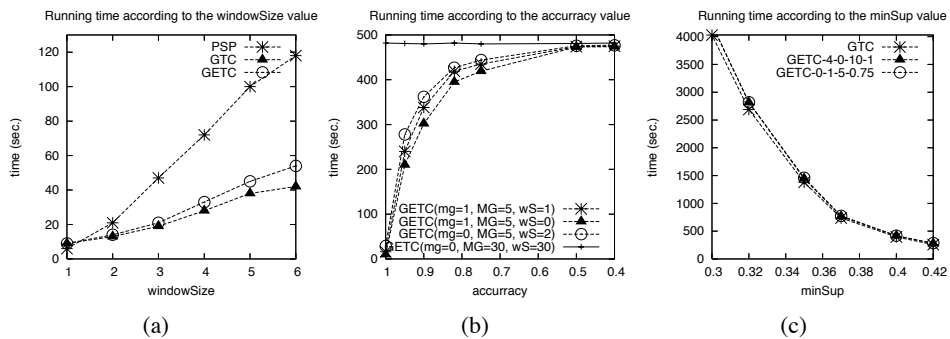 Running time according to the windowSize value
PSP
GTC
GETC
120
100
80
60
40
20
0
time (sec.)
1 2 3 4 5 6
windowSize
(a)
Running time according to the accurracy value
500
400
300
200
100
0
time (sec.)
GETC(mg=1, MG=5, wS=1)
GETC(mg=1, MG=5, wS=0)
GETC(mg=0, MG=5, wS=2)
GETC(mg=0, MG=30, wS=30)
1 0.9 0.8 0.7 0.6 0.5 0.4
accurracy
(b)
Running time according to the minSup value
GTC
GETC-4-0-10-1
GETC-0-1-5-0.75
4000
3500
3000
2500
2000
1500
1000
500
0
time (sec.)
0.3 0.32 0.34 0.36 0.38 0.4 0.42
minSup
(c)